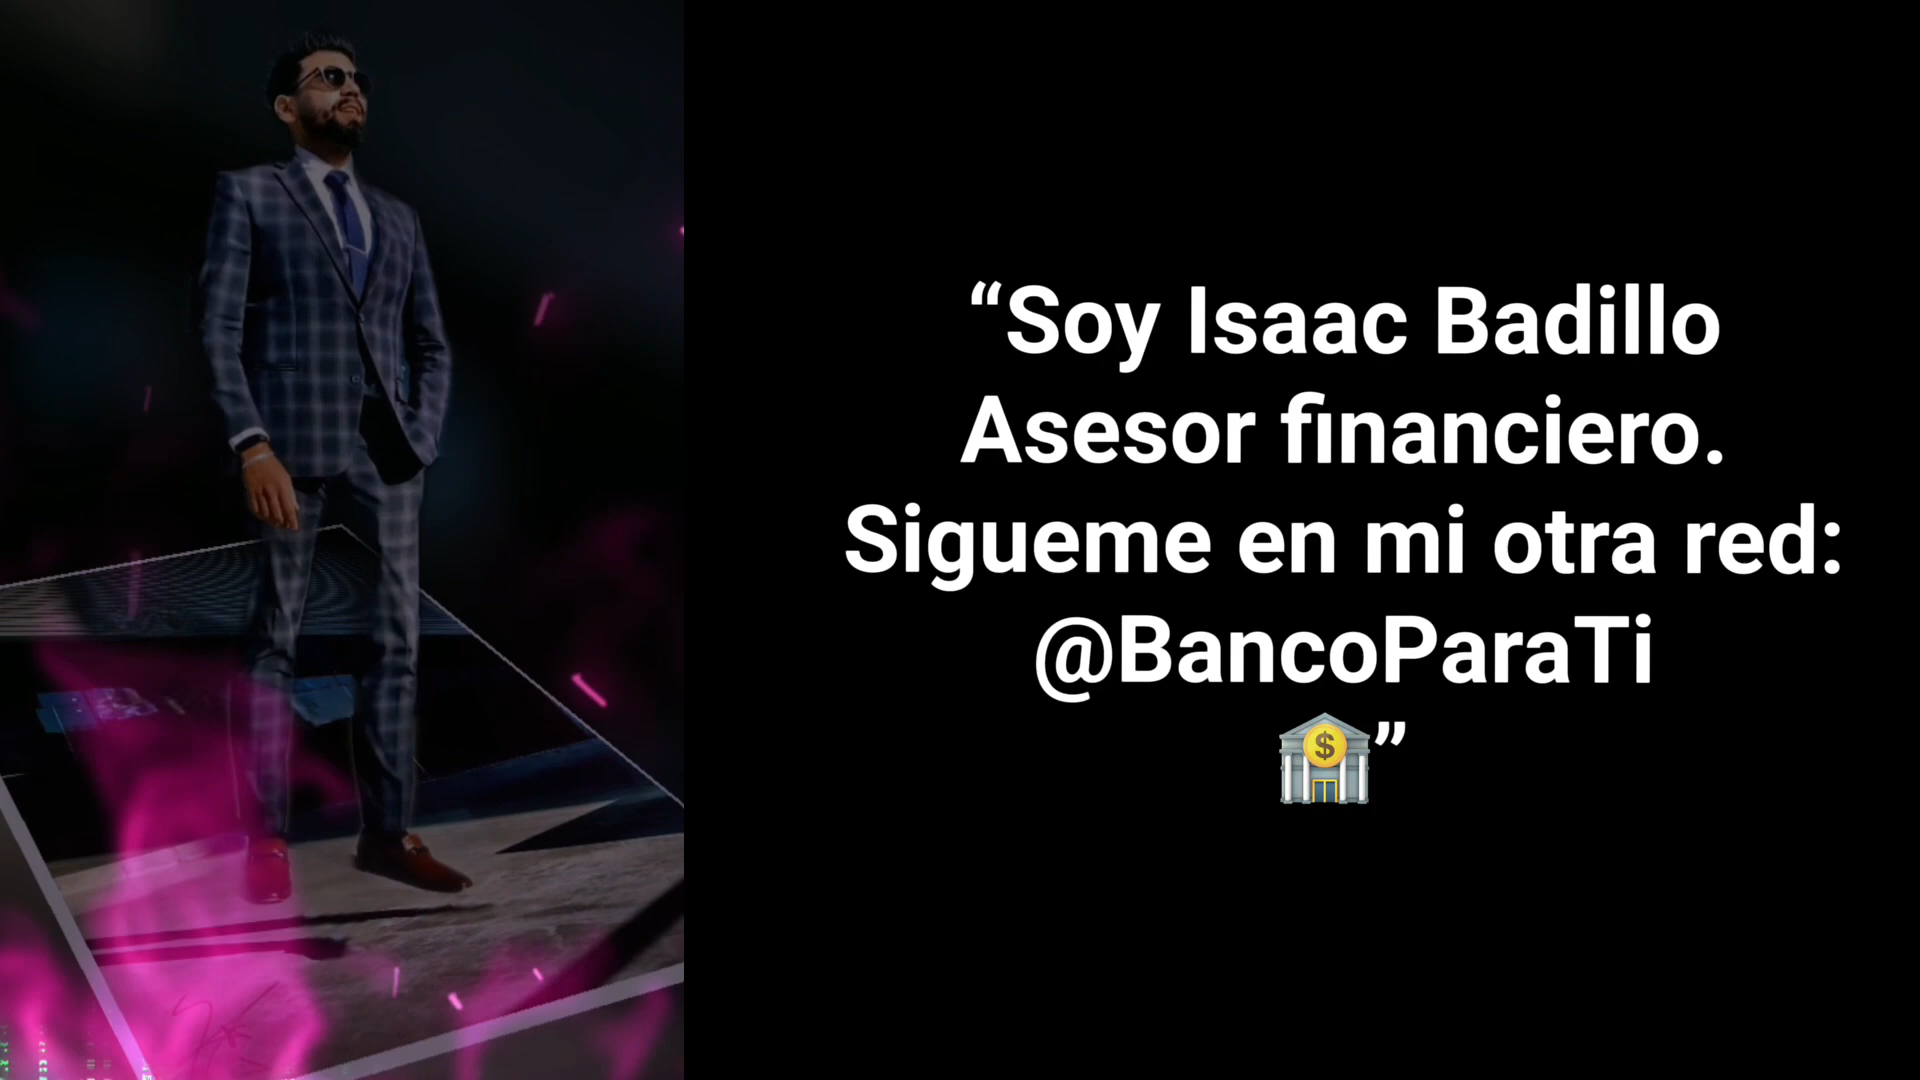 “Soy Isaac Badillo
Asesor financiero.
Sigueme en mi otra red:
@BancoParaTi
🏦”